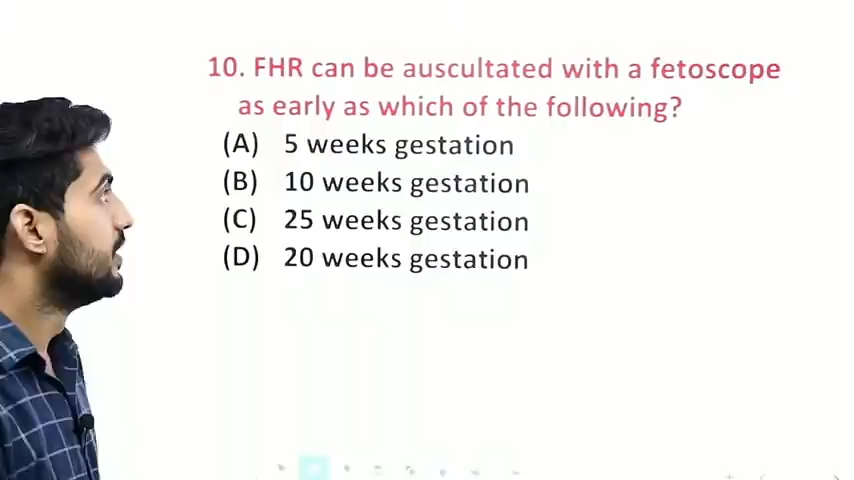 10. FHR can be auscultated with a fetoscope
as early as which of the following?
(A) 5 weeks gestation
(B) 10 weeks gestation
(C) 25 weeks gestation
(D) 20 weeks gestation